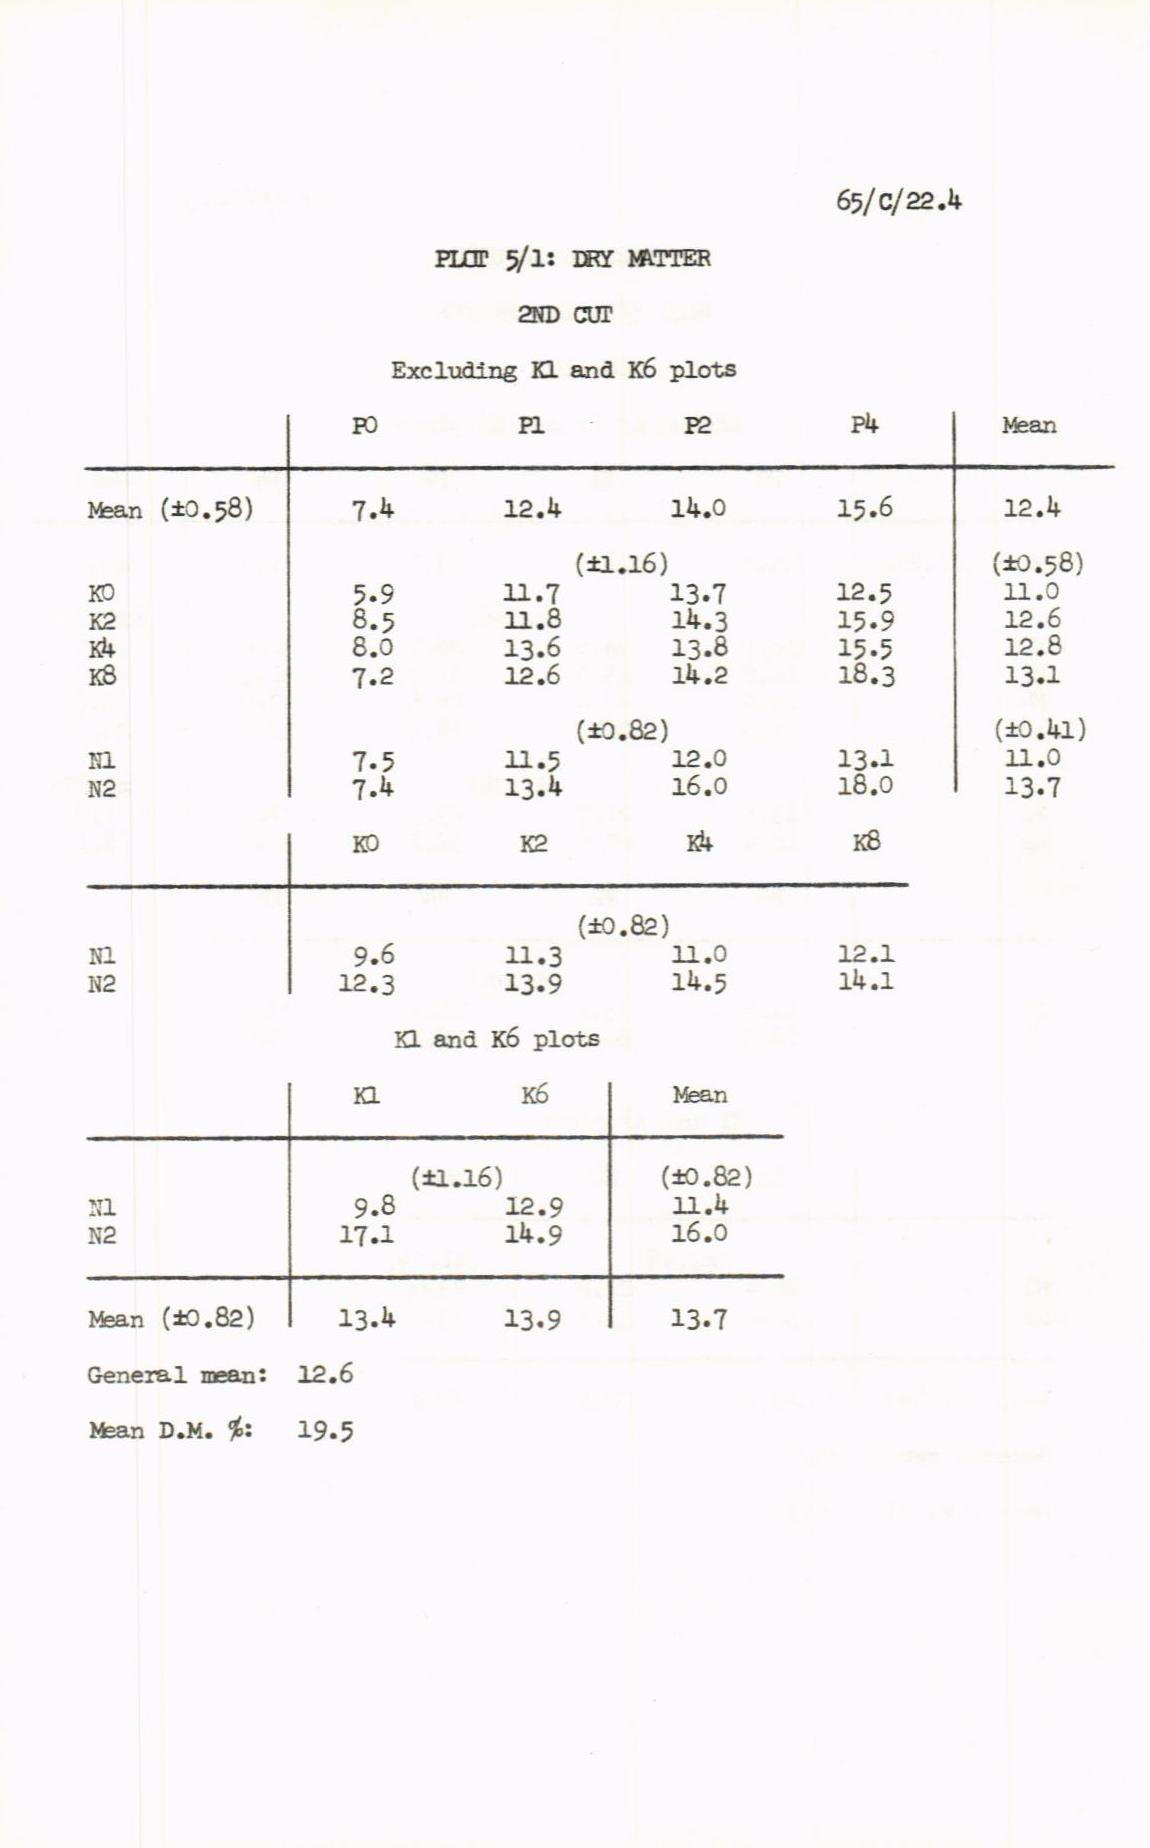 65/C/22.4
PLOT 5/1: DRY MATTER
2ND CUT
Excluding K1 and K6 plots
P0 P1 P2 P4 Mean
Mean (±0.58) 7.4 12.4 14.0 15.6 12.4
(±1.16) (±0.58)
K0 5.9 11.7 13.7 12.5 11.0
K2 8.5 11.8 14.3 15.9 12.6
K4 8.0 13.6 13.8 15.5 12.8
K8 7.2 12.6 14.2 18.3 13.1
(±0.82) (±0.41)
N1 7.5 11.5 12.0 13.1 11.0
N2 7.4 13.4 16.0 18.0 13.7
K0 K2 K4 K8
(±0.82)
N1 9.6 11.3 11.0 12.1
N2 12.3 13.9 14.5 14.1
K1 and K6 plots
K1 K6 Mean
(±1.16) (±0.82)
N1 9.8 12.9 11.4
N2 17.1 14.9 16.0
Mean (±0.82) 13.4 13.9 13.7
General mean: 12.6
Mean D.M. %: 19.5